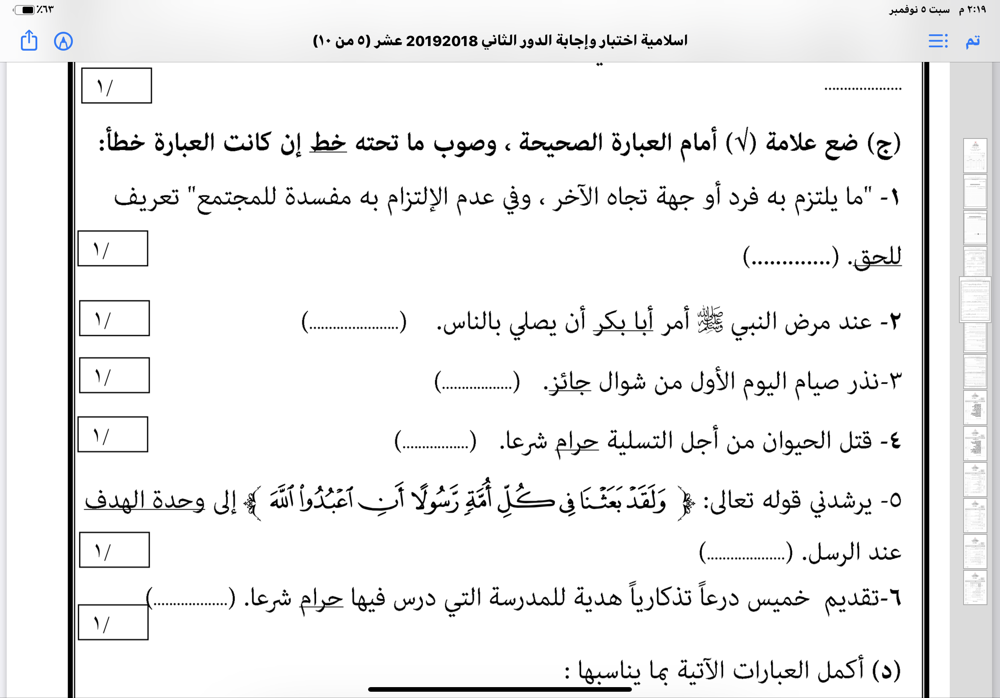 ٢:١٩ م سبت ٥ نوفمبر ٪٦٣
تم اسلامية اختبار وإجابة الدور الثاني 20192018 عشر (٥ من ١٠)
....................
/١
(ج) ضع علامة (√) أمام العبارة الصحيحة ، وصوب ما تحته خط إن كانت العبارة خطأ:
١- "ما يلتزم به فرد أو جهة تجاه الآخر ، وفي عدم الإلتزام به مفسدة للمجتمع" تعريف
للحق. (.............)
/١
٢- عند مرض النبي ﷺ أمر أبا بكر أن يصلي بالناس. (.......................)
/١
٣-نذر صيام اليوم الأول من شوال جائز. (..................)
/١
٤- قتل الحيوان من أجل التسلية حرام شرعا. (.................)
/١
٥- يرشدني قوله تعالى: ﴿ وَلَقَدْ بَعَثْنَا فِى كُلِّ أُمَّةٍ رَّسُولًا أَنِ ٱعْبُدُوا۟ ٱللَّهَ ﴾ إلى وحدة الهدف
عند الرسل. (....................)
/١
٦-تقديم خميس درعاً تذكارياً هدية للمدرسة التي درس فيها حرام شرعا. (...................)
/١
(د) أكمل العبارات الآتية بما يناسبها :